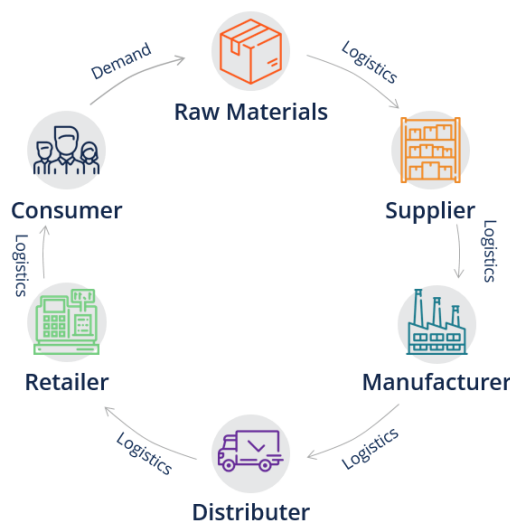 Demand
Logistics
Raw Materials
Consumer
Supplier
Logistics
Logistics
Retailer
Manufacturer
Logistics
Logistics
Distributer